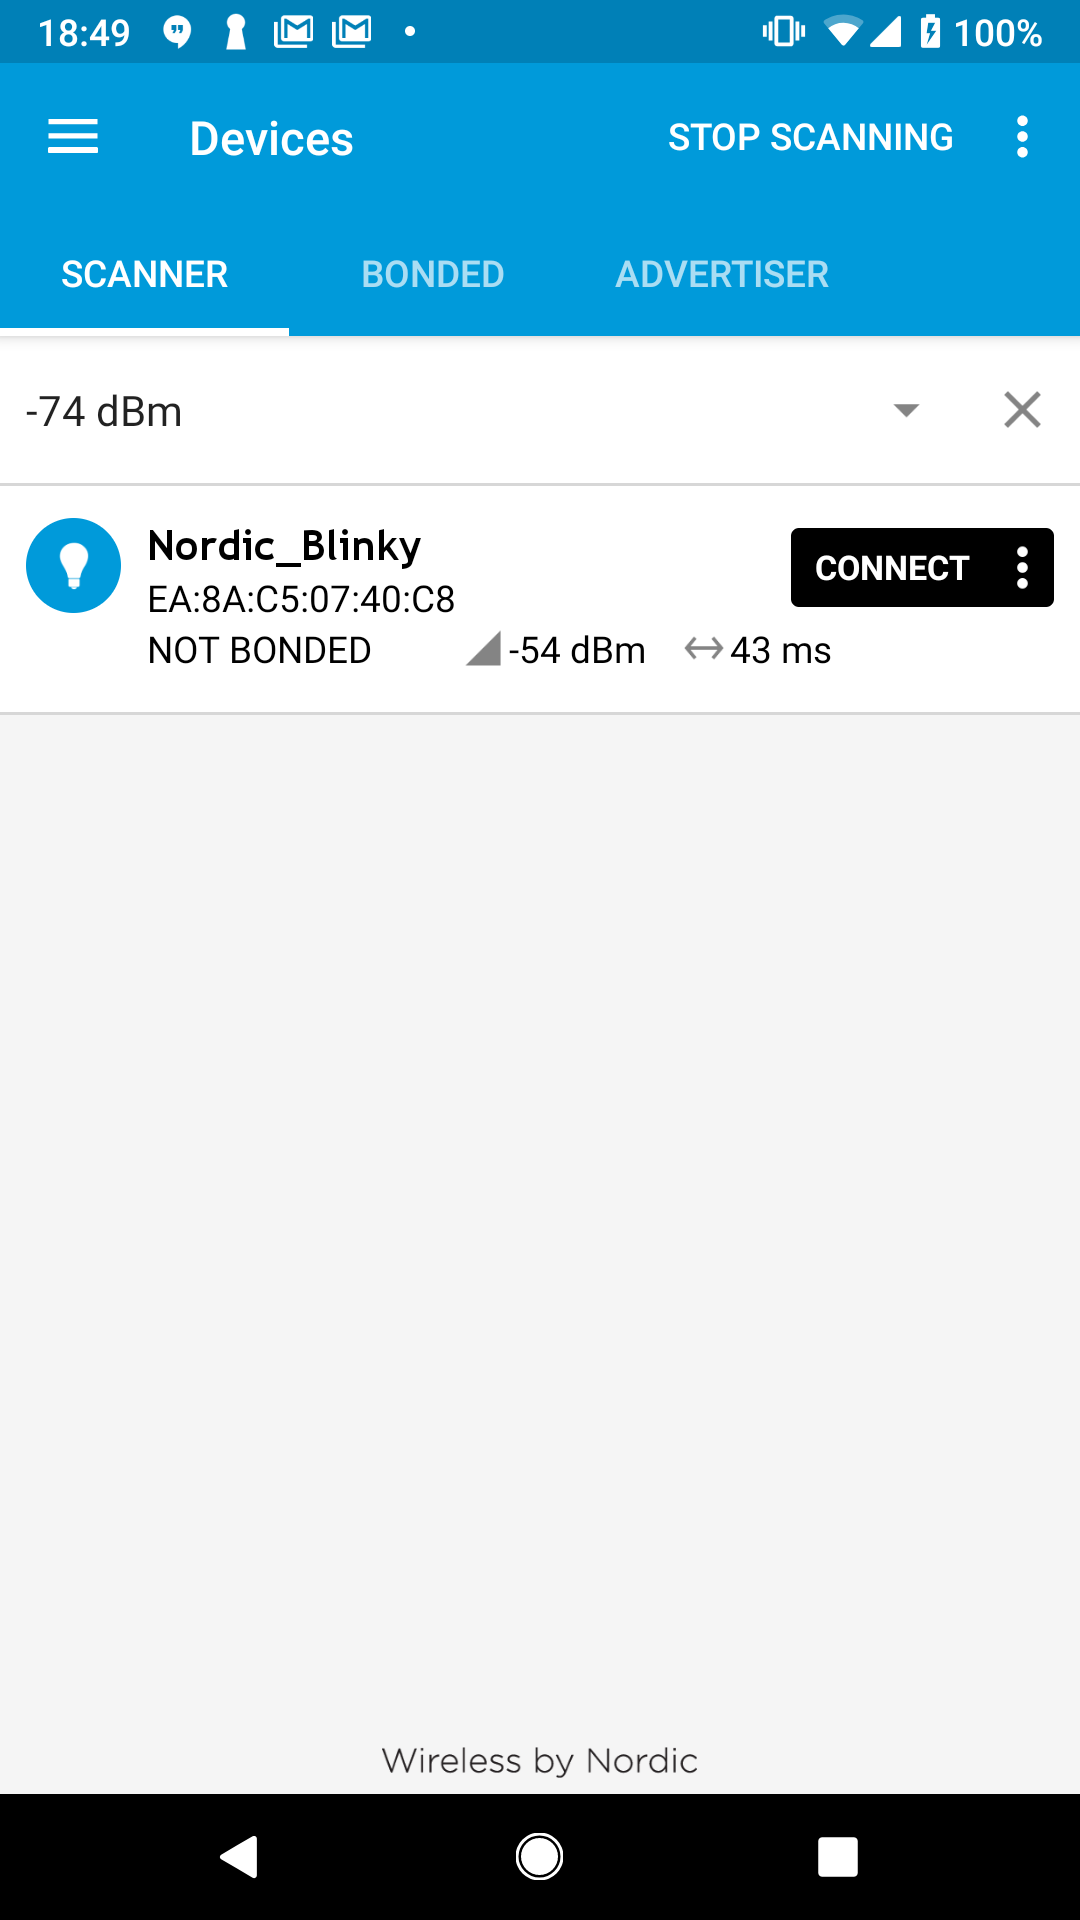 18:49 100%
Devices STOP SCANNING
SCANNER BONDED ADVERTISER
-74 dBm
Nordic_Blinky
CONNECT
EA:8A:C5:07:40:C8
NOT BONDED -54 dBm 43 ms
Wireless by Nordic